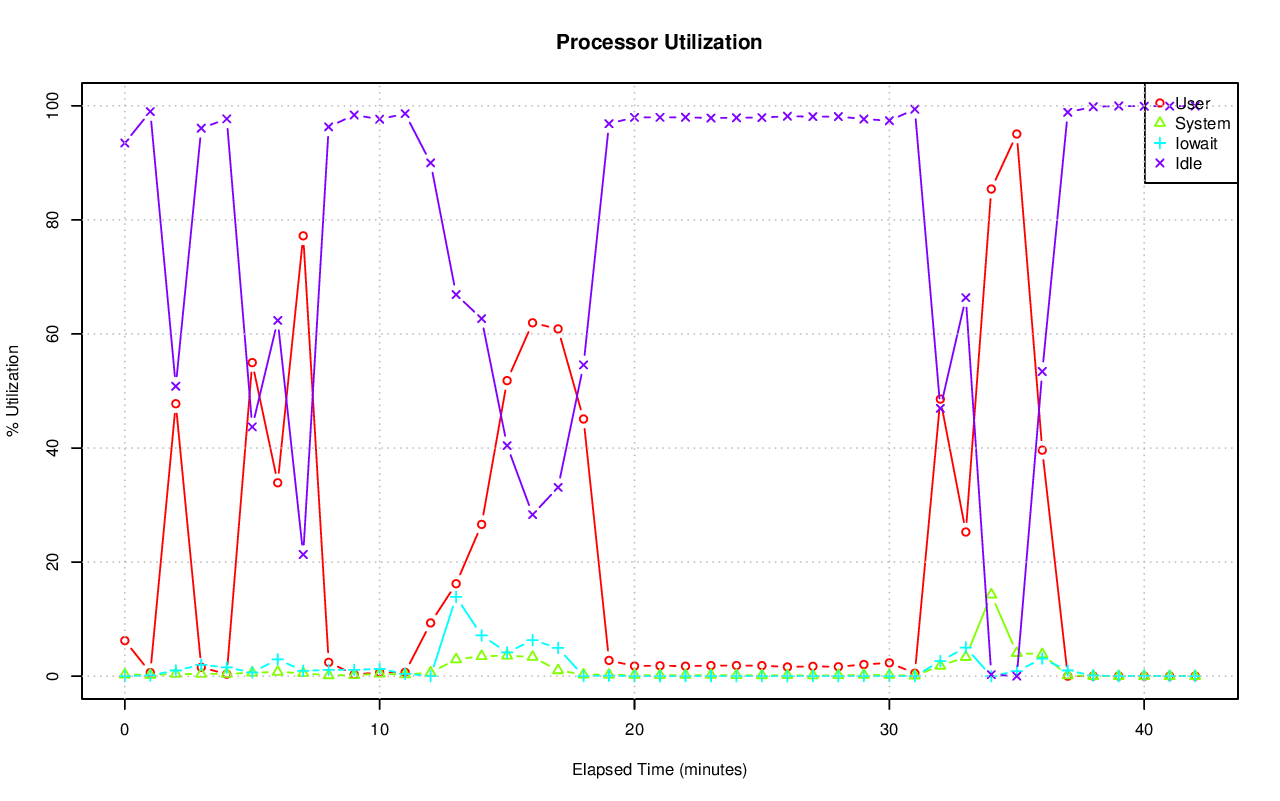 Processor Utilization
% Utilization
100
80
60
40
20
0
User
System
Iowait
Idle
0 10 20 30 40
Elapsed Time (minutes)